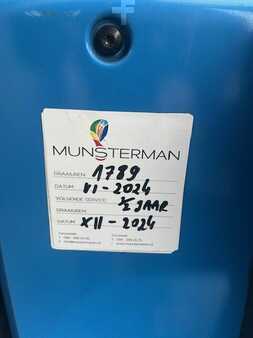 MUNSTERMAN
DRAAIUREN: 1789
DATUM: VI-2024
VOLGENDE SERVICE: ½ JAAR
DRAAIUREN:
DATUM: XII-2024